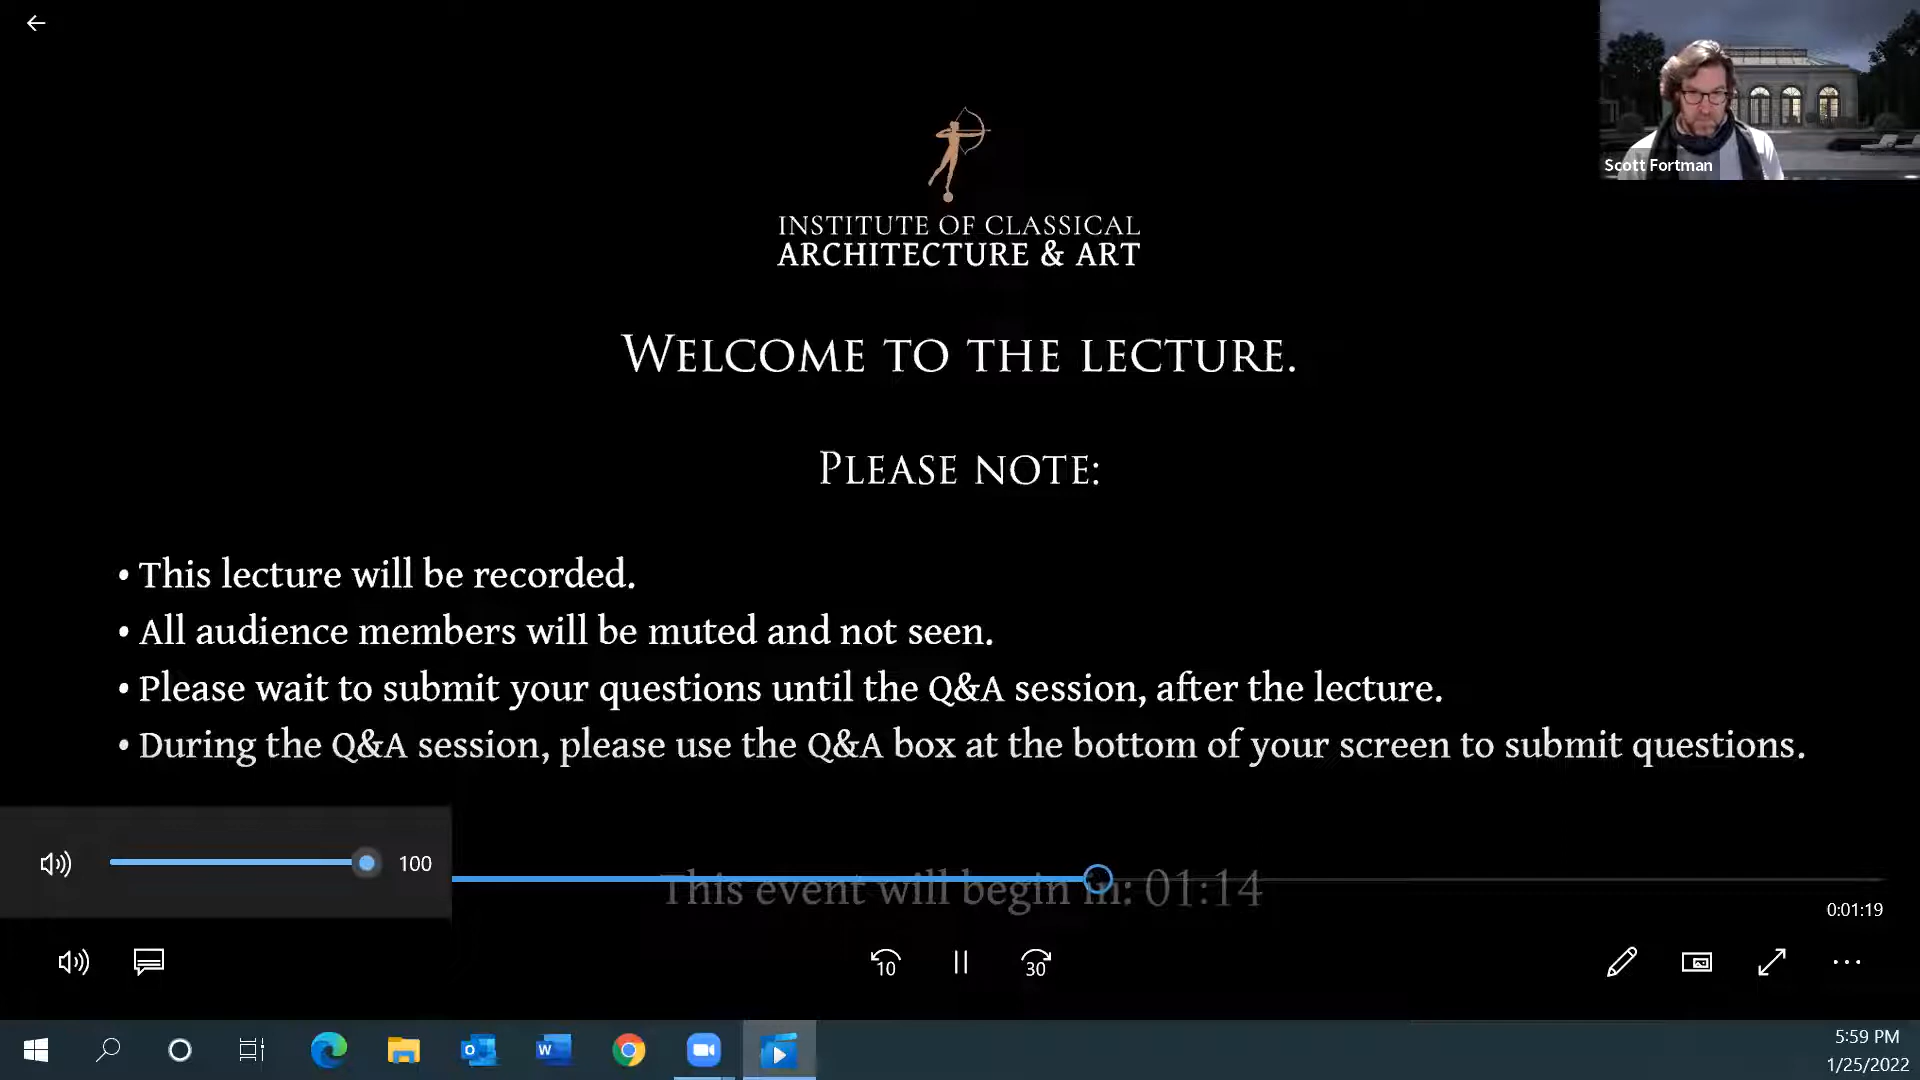 Scott Fortman
INSTITUTE OF CLASSICAL
ARCHITECTURE & ART
WELCOME TO THE LECTURE.
PLEASE NOTE:
• This lecture will be recorded.
• All audience members will be muted and not seen.
• Please wait to submit your questions until the Q&A session, after the lecture.
• During the Q&A session, please use the Q&A box at the bottom of your screen to submit questions.
100
This event will begin in: 01:14
0:01:19
10
30
5:59 PM
1/25/2022